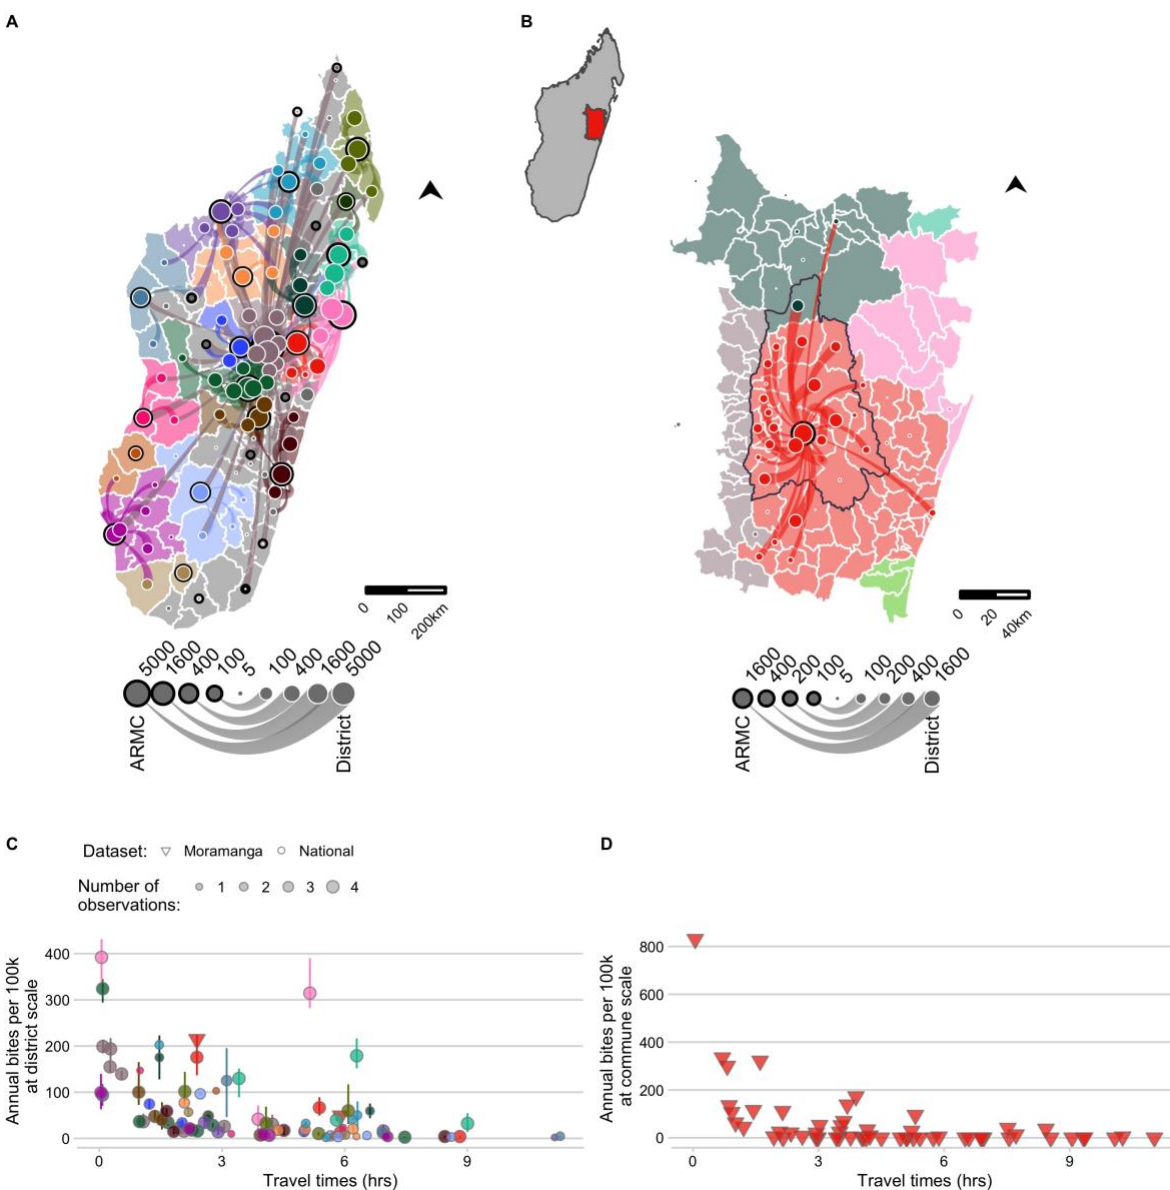 A
B
0
100
200km
0
20
40km
5000
1600
400
100
5
100
400
1600
5000
ARMC
District
1600
400
200
100
5
100
200
400
1600
ARMC
District
C
Dataset: Moramanga National
Number of
observations: 1 2 3 4
Annual bites per 100k
at district scale
400
300
200
100
0
0 3 6 9
Travel times (hrs)
D
Annual bites per 100k
at commune scale
800
600
400
200
0
0 3 6 9
Travel times (hrs)